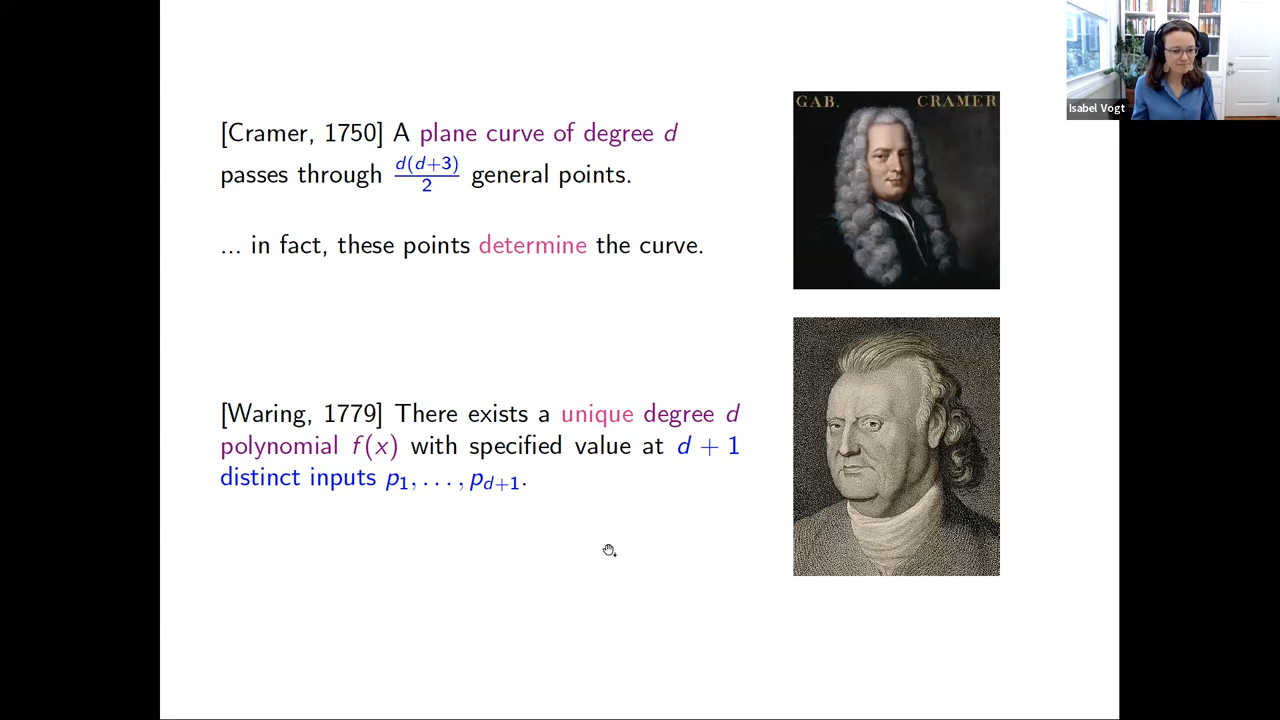 Isabel Vogt
GAB. CRAMER
[Cramer, 1750] A plane curve of degree d
passes through d(d+3)/2 general points.
... in fact, these points determine the curve.
[Waring, 1779] There exists a unique degree d
polynomial f(x) with specified value at d + 1
distinct inputs p₁, . . . , p_{d+1}.